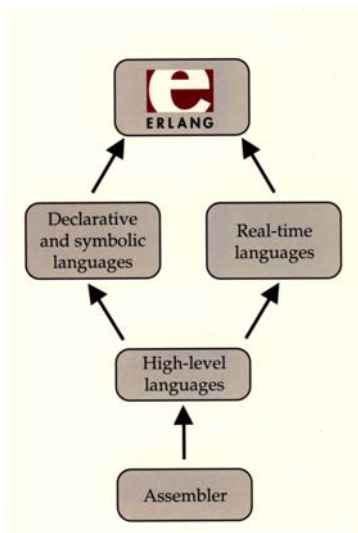 ERLANG
Declarative
and symbolic
languages
Real-time
languages
High-level
languages
Assembler